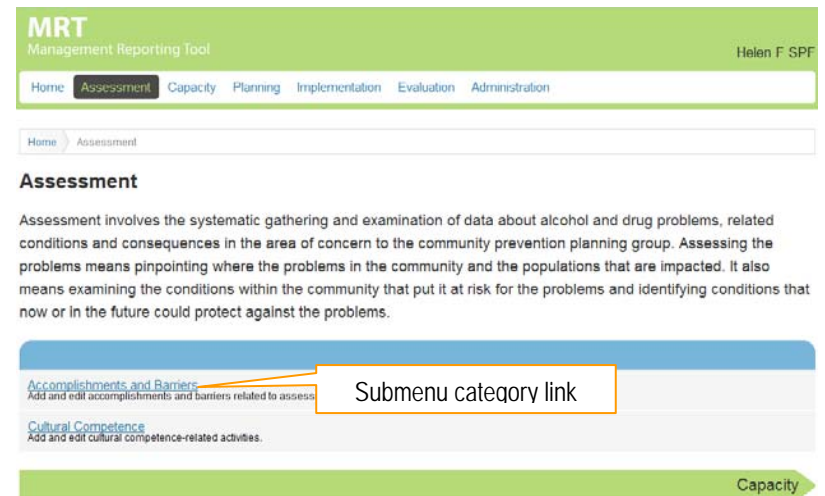 MRT
Management Reporting Tool
Helen F SPF
Home Assessment Capacity Planning Implementation Evaluation Administration
Home Assessment
Assessment
Assessment involves the systematic gathering and examination of data about alcohol and drug problems, related
conditions and consequences in the area of concern to the community prevention planning group. Assessing the
problems means pinpointing where the problems in the community and the populations that are impacted. It also
means examining the conditions within the community that put it at risk for the problems and identifying conditions that
now or in the future could protect against the problems.
Accomplishments and Barriers
Add and edit accomplishments and barriers related to assess
Submenu category link
Cultural Competence
Add and edit cultural competence-related activities.
Capacity